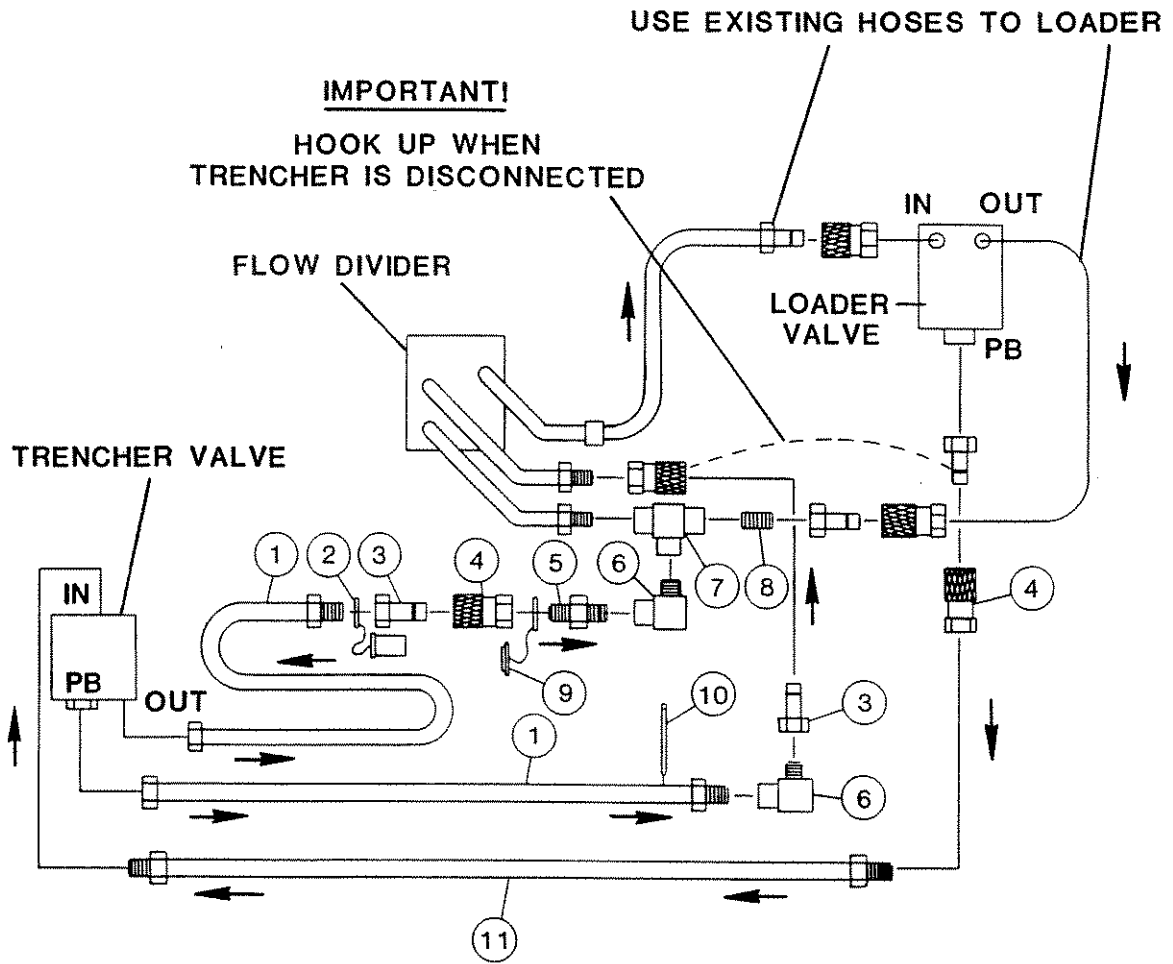 USE EXISTING HOSES TO LOADER
IMPORTANT!
HOOK UP WHEN
TRENCHER IS DISCONNECTED
IN OUT
FLOW DIVIDER
LOADER
VALVE
PB
TRENCHER VALVE
1
2
3
4
5
6
7
8
4
IN
PB
OUT
9
10
3
1
6
11